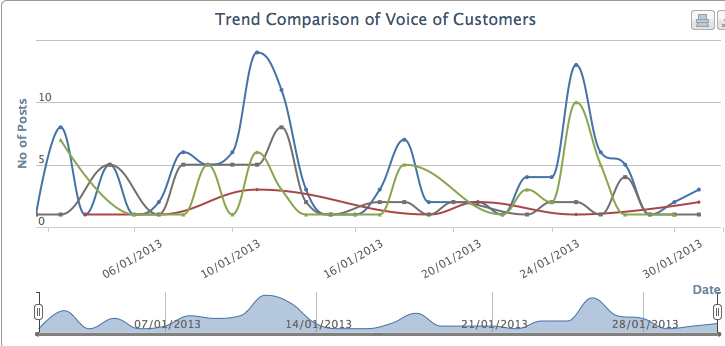 Trend Comparison of Voice of Customers
No of Posts
10
5
0
06/01/2013 10/01/2013 16/01/2013 20/01/2013 24/01/2013 30/01/2013
Date
07/01/2013 14/01/2013 21/01/2013 28/01/2013